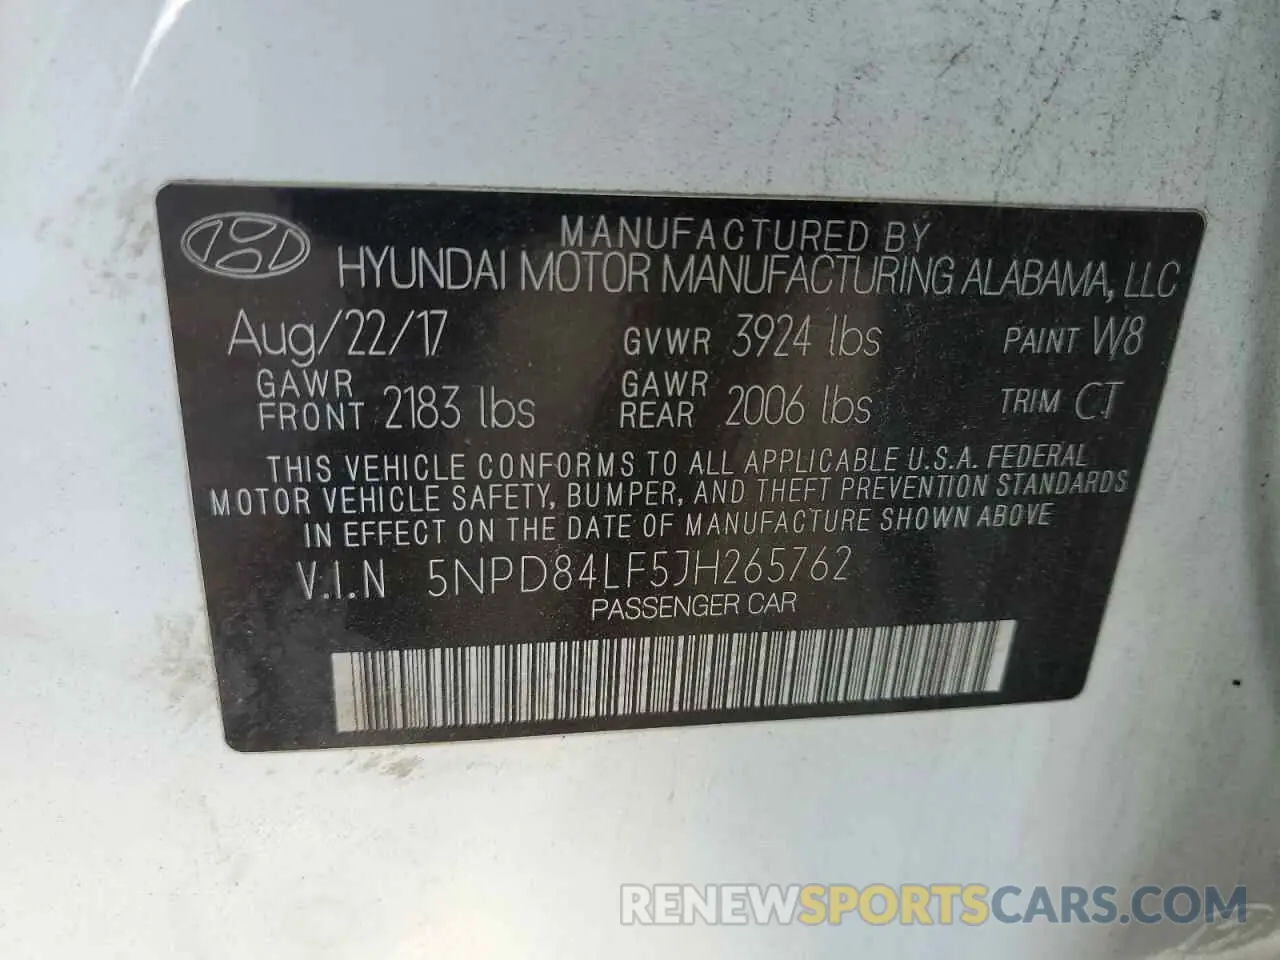 MANUFACTURED BY
HYUNDAI MOTOR MANUFACTURING ALABAMA, LLC
Aug/22/17 GVWR 3924 lbs PAINT W8
GAWR FRONT 2183 lbs GAWR REAR 2006 lbs TRIM CT
THIS VEHICLE CONFORMS TO ALL APPLICABLE U.S.A. FEDERAL
MOTOR VEHICLE SAFETY, BUMPER, AND THEFT PREVENTION STANDARDS
IN EFFECT ON THE DATE OF MANUFACTURE SHOWN ABOVE
V.I.N 5NPD84LF5JH265762
PASSENGER CAR
RENEWSPORTSCARS.COM